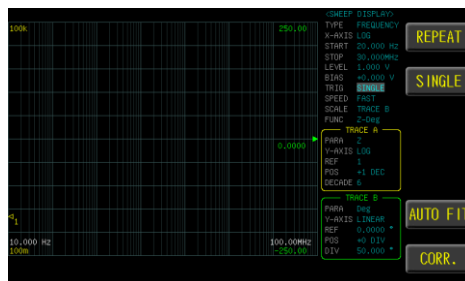 <SWEEP DISPLAY>
TYPE FREQUENCY
X-AXIS LOG
START 20.000 Hz
STOP 30.000MHz
LEVEL 1.000 V
BIAS +0.000 V
TRIG SINGLE
SPEED FAST
SCALE TRACE B
FUNC Z-Deg
TRACE A
PARA Z
Y-AXIS LOG
REF 1
POS +1 DEC
DECADE 6
TRACE B
PARA Deg
Y-AXIS LINEAR
REF 0.0000 °
POS +0 DIV
DIV 50.000 °
100k
250.00
0.0000
1
10.000 Hz
100.00MHz
100m
-250.00
REPEAT
SINGLE
AUTO FIT
CORR.